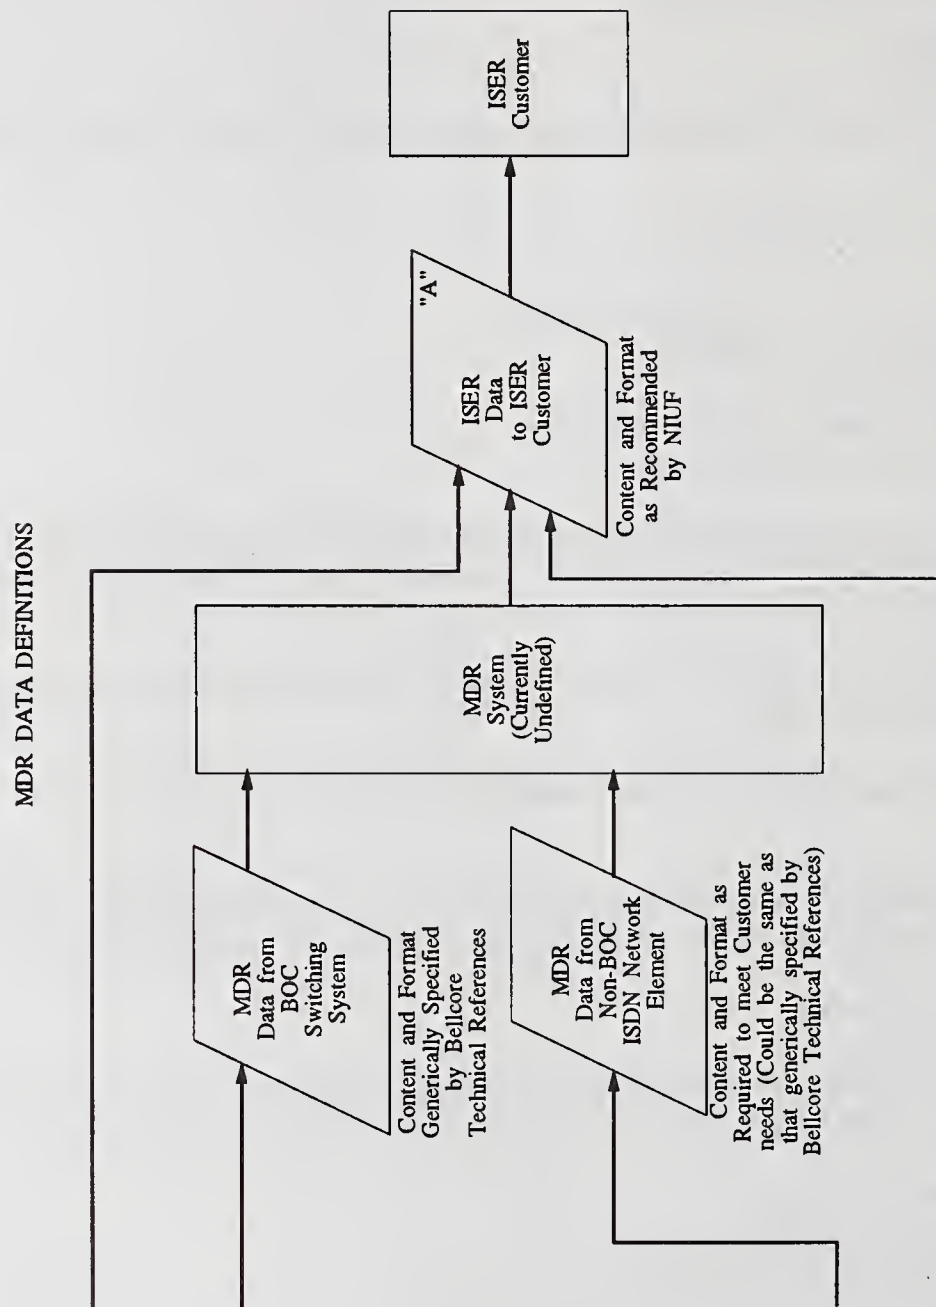 MDR DATA DEFINITIONS
MDR
Data from
BOC
Switching
System
Content and Format
Generically Specified
by Bellcore
Technical References
MDR
Data from
Non-BOC
ISDN Network
Element
Content and Format as
Required to meet Customer
needs (Could be the same as
that generically specified by
Bellcore Technical References)
MDR
System
(Currently
Undefined)
"A"
ISER
Data
to ISER
Customer
Content and Format
as Recommended
by NIUF
ISER
Customer